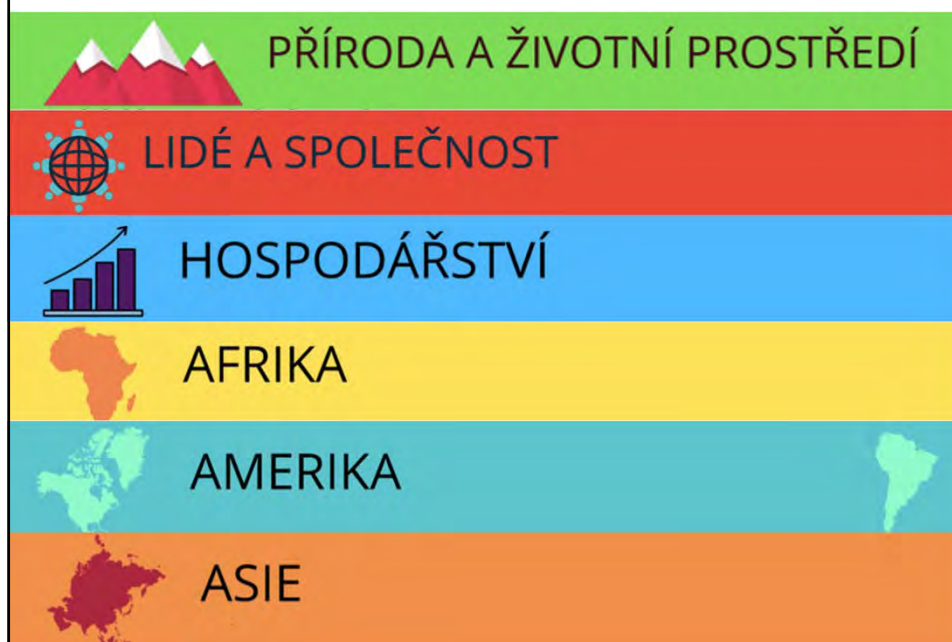 PŘÍRODA A ŽIVOTNÍ PROSTŘEDÍ
LIDÉ A SPOLEČNOST
HOSPODÁŘSTVÍ
AFRIKA
AMERIKA
ASIE